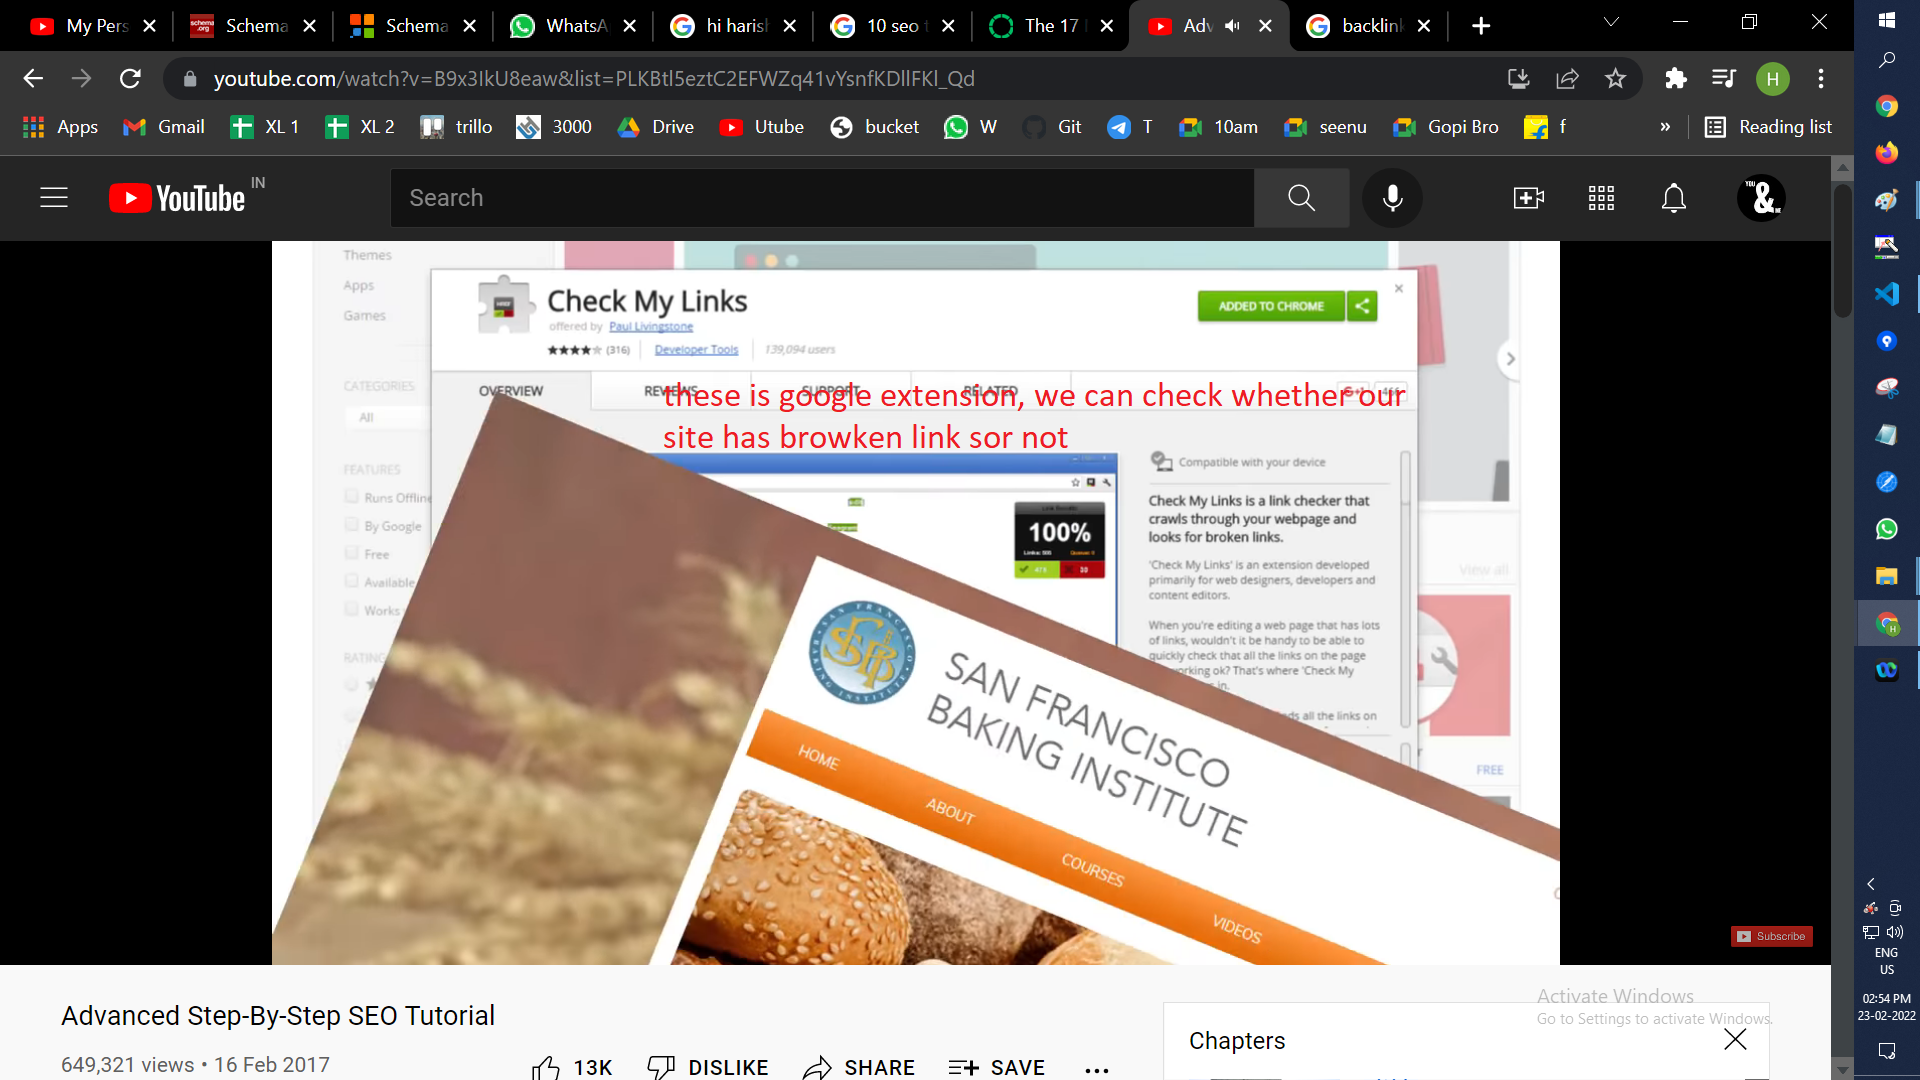 My Pers
Schema
Schema
WhatsA
hi harish
10 seo t
The 17
Adv
backlink
youtube.com/watch?v=B9x3IkU8eaw&list=PLKBtl5eztC2EFWZq41vYsnfKDllFKl_Qd
H
Apps
Gmail
XL 1
XL 2
trillo
3000
Drive
Utube
bucket
W
Git
T
10am
seenu
Gopi Bro
f
»
Reading list
YouTube IN
Search
YOU & ME
Themes
Apps
Games
CATEGORIES
All
FEATURES
Runs Offline
By Google
Free
Available
Works
RATING
Check My Links
offered by Paul Livingstone
(316)
Developer Tools
139,094 users
ADDED TO CHROME
OVERVIEW
REVIEWS
SUPPORT
RELATED
these is google extension, we can check whether our
site has browken link sor not
Compatible with your device
Check My Links is a link checker that
crawls through your webpage and
looks for broken links.
'Check My Links' is an extension developed
primarily for web designers, developers and
content editors.
When you're editing a web page that has lots
of links, wouldn't it be handy to be able to
quickly check that all the links on the page
working ok? That's where 'Check My
in.
all the links on
100%
View all
FREE
SAN FRANCISCO
BAKING INSTITUTE
SAN FRANCISCO BAKING INSTITUTE
HOME
ABOUT
COURSES
VIDEOS
Subscribe
Advanced Step-By-Step SEO Tutorial
649,321 views • 16 Feb 2017
13K
DISLIKE
SHARE
SAVE
Chapters
Activate Windows
Go to Settings to activate Windows.
ENG
US
02:54 PM
23-02-2022